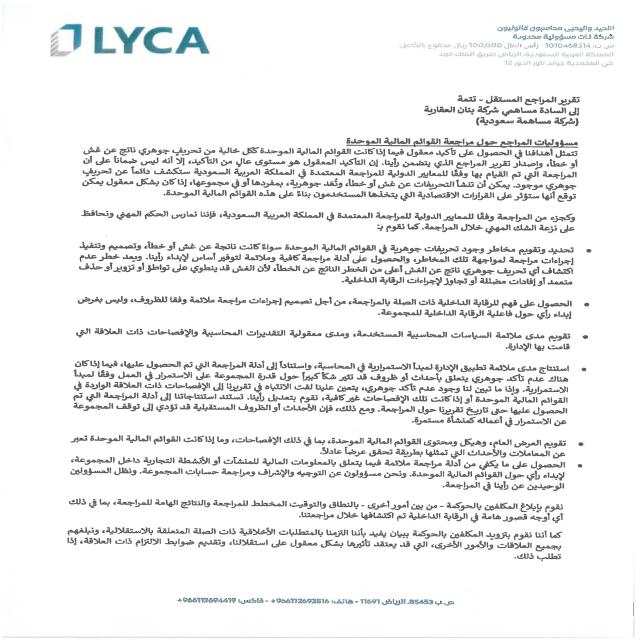 LYCA
اللحيد واليحيى محاسبون قانونيون
شركة ذات مسؤولية محدودة
س.ت: 1010468314 - رأس المال 100,000 ريال مدفوع بالكامل
المملكة العربية السعودية، الرياض طريق الملك فهد
حي المحمدية جراند تاور الدور 12
تقرير المراجع المستقل - تتمة
إلى السادة مساهمي شركة بنان العقارية
(شركة مساهمة سعودية)
مسؤوليات المراجع حول مراجعة القوائم المالية الموحدة
تتمثل أهدافنا في الحصول على تأكيد معقول فيما إذا كانت القوائم المالية الموحدة ككل خالية من تحريف جوهري ناتج عن غش
أو خطأ، وإصدار تقرير المراجع الذي يتضمن رأينا. إن التأكيد المعقول هو مستوى عالٍ من التأكيد، إلا أنه ليس ضماناً على أن
المراجعة التي تم القيام بها وفقًا للمعايير الدولية للمراجعة المعتمدة في المملكة العربية السعودية ستكشف دائماً عن تحريفٍ
جوهري موجود. يمكن أن تنشأ التحريفات عن غش أو خطأ، وتُعد جوهرية، بمفردها أو في مجموعها، إذا كان بشكل معقول يمكن
توقع أنها ستؤثر على القرارات الاقتصادية التي يتخذها المستخدمون بناءً على هذه القوائم المالية الموحدة.
وكجزء من المراجعة وفقًا للمعايير الدولية للمراجعة المعتمدة في المملكة العربية السعودية، فإننا نمارس الحكم المهني ونحافظ
على نزعة الشك المهني خلال المراجعة. كما نقوم بـ:
• تحديد وتقويم مخاطر وجود تحريفات جوهرية في القوائم المالية الموحدة سواءً كانت ناتجة عن غش أو خطأ، وتصميم وتنفيذ
إجراءات مراجعة لمواجهة تلك المخاطر، والحصول على أدلة مراجعة كافية وملائمة لتوفير أساس لإبداء رأينا. ويعد خطر عدم
اكتشاف أي تحريف جوهري ناتج عن الغش أعلى من الخطر الناتج عن الخطأ، لأن الغش قد ينطوي على تواطؤ أو تزوير أو حذف
متعمد أو إفادات مضللة أو تجاوز لإجراءات الرقابة الداخلية.
• الحصول على فهم للرقابة الداخلية ذات الصلة بالمراجعة، من أجل تصميم إجراءات مراجعة ملائمة وفقا للظروف، وليس بغرض
إبداء رأي حول فاعلية الرقابة الداخلية للمجموعة.
• تقويم مدى ملائمة السياسات المحاسبية المستخدمة، ومدى معقولية التقديرات المحاسبية والإفصاحات ذات العلاقة التي
قامت بها الإدارة.
• استنتاج مدى ملائمة تطبيق الإدارة لمبدأ الاستمرارية في المحاسبة، واستناداً إلى أدلة المراجعة التي تم الحصول عليها، فيما إذا كان
هناك عدم تأكد جوهري يتعلق بأحداث أو ظروف قد تثير شكاً كبيراً حول قدرة المجموعة على الاستمرار في العمل وفقا لمبدأ
الاستمرارية. وإذا ما تبين لنا وجود عدم تأكد جوهري، يتعين علينا لفت الانتباه في تقريرنا إلى الإفصاحات ذات العلاقة الواردة في
القوائم المالية الموحدة أو إذا كانت تلك الإفصاحات غير كافية، نقوم بتعديل رأينا. تستند استنتاجاتنا إلى أدلة المراجعة التي تم
الحصول عليها حتى تاريخ تقريرنا حول المراجعة. ومع ذلك، فإن الأحداث أو الظروف المستقبلية قد تؤدي إلى توقف المجموعة
عن الاستمرار في أعماله كمنشأة مستمرة.
• تقويم العرض العام، وهيكل ومحتوى القوائم المالية الموحدة، بما في ذلك الإفصاحات، وما إذا كانت القوائم المالية الموحدة تعبر
عن المعاملات والأحداث التي تمثلها بطريقة تحقق عرضاً عادلاً.
• الحصول على ما يكفي من أدلة مراجعة ملائمة فيما يتعلق بالمعلومات المالية للمنشآت أو الأنشطة التجارية داخل المجموعة،
لإبداء رأي حول القوائم المالية الموحدة. ونحن مسؤولون عن التوجيه والإشراف ومراجعة حسابات المجموعة. ونظل المسؤولين
الوحيدين عن رأينا في المراجعة.
نقوم بإبلاغ المكلفين بالحوكمة - من بين أمور أخرى - بالنطاق والتوقيت المخطط للمراجعة والنتائج الهامة للمراجعة، بما في ذلك
أي أوجه قصور هامة في الرقابة الداخلية تم اكتشافها خلال مراجعتنا.
كما أننا نقوم بتزويد المكلفين بالحوكمة ببيان يفيد بأننا التزمنا بالمتطلبات الأخلاقية ذات الصلة المتعلقة بالاستقلالية، ونبلغهم
بجميع العلاقات والأمور الأخرى، التي قد يعتقد تأثيرها بشكل معقول على استقلالنا، وتقديم ضوابط الالتزام ذات العلاقة، إذا
تطلب ذلك.
ص.ب 85453، الرياض 11691 - هاتف: 966112693516+ - فاكس: 966112694419+